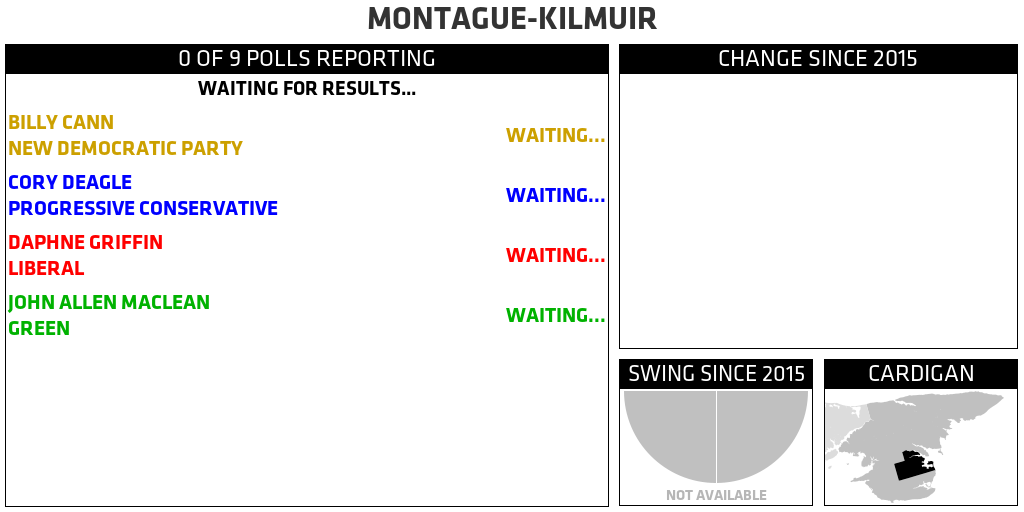 MONTAGUE-KILMUIR
0 OF 9 POLLS REPORTING
WAITING FOR RESULTS...
BILLY CANN
NEW DEMOCRATIC PARTY
WAITING...
CORY DEAGLE
PROGRESSIVE CONSERVATIVE
WAITING...
DAPHNE GRIFFIN
LIBERAL
WAITING...
JOHN ALLEN MACLEAN
GREEN
WAITING...
CHANGE SINCE 2015
SWING SINCE 2015
NOT AVAILABLE
CARDIGAN